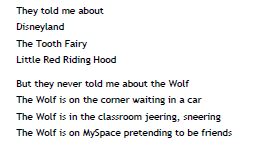 They told me about
Disneyland
The Tooth Fairy
Little Red Riding Hood
But they never told me about the Wolf
The Wolf is on the corner waiting in a car
The Wolf is in the classroom jeering, sneering
The Wolf is on MySpace pretending to be friends